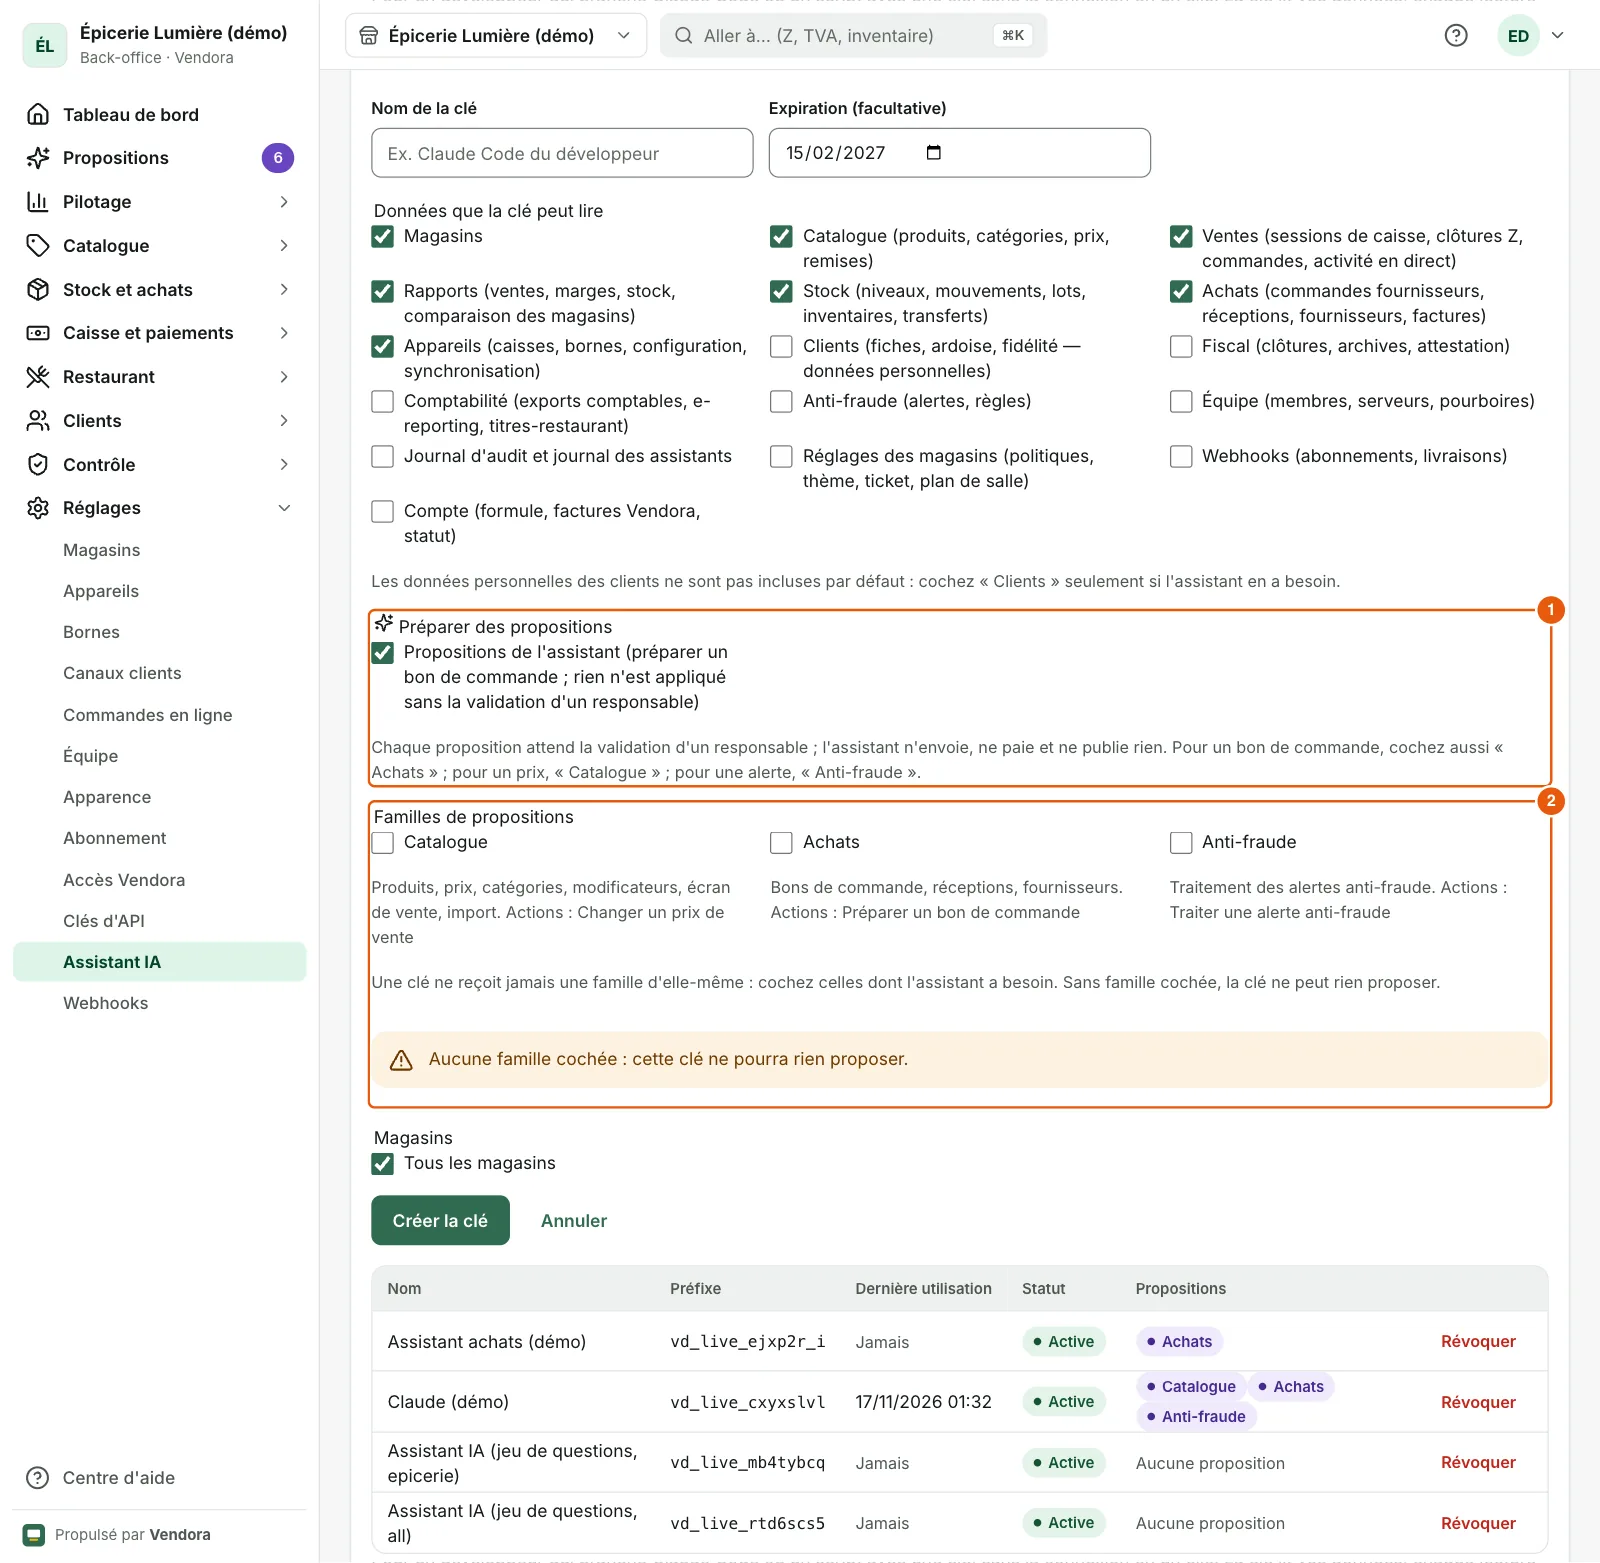 ÉL
Épicerie Lumière (démo)
Back-office · Vendora
Tableau de bord
Propositions
6
Pilotage
Catalogue
Stock et achats
Caisse et paiements
Restaurant
Clients
Contrôle
Réglages
Magasins
Appareils
Bornes
Canaux clients
Commandes en ligne
Équipe
Apparence
Abonnement
Accès Vendora
Clés d'API
Assistant IA
Webhooks
Centre d'aide
Propulsé par Vendora
Épicerie Lumière (démo)
Aller à... (Z, TVA, inventaire)
⌘K
ED
Nom de la clé
Ex. Claude Code du développeur
Expiration (facultative)
15/02/2027
Données que la clé peut lire
Magasins
Catalogue (produits, catégories, prix,
remises)
Ventes (sessions de caisse, clôtures Z,
commandes, activité en direct)
Rapports (ventes, marges, stock,
comparaison des magasins)
Stock (niveaux, mouvements, lots,
inventaires, transferts)
Achats (commandes fournisseurs,
réceptions, fournisseurs, factures)
Appareils (caisses, bornes, configuration,
synchronisation)
Clients (fiches, ardoise, fidélité —
données personnelles)
Fiscal (clôtures, archives, attestation)
Comptabilité (exports comptables, e-
reporting, titres-restaurant)
Anti-fraude (alertes, règles)
Équipe (membres, serveurs, pourboires)
Journal d'audit et journal des assistants
Réglages des magasins (politiques,
thème, ticket, plan de salle)
Webhooks (abonnements, livraisons)
Compte (formule, factures Vendora,
statut)
Les données personnelles des clients ne sont pas incluses par défaut : cochez « Clients » seulement si l'assistant en a besoin.
1
Préparer des propositions
Propositions de l'assistant (préparer un
bon de commande ; rien n'est appliqué
sans la validation d'un responsable)
Chaque proposition attend la validation d'un responsable ; l'assistant n'envoie, ne paie et ne publie rien. Pour un bon de commande, cochez aussi «
Achats » ; pour un prix, « Catalogue » ; pour une alerte, « Anti-fraude ».
2
Familles de propositions
Catalogue
Produits, prix, catégories, modificateurs, écran
de vente, import. Actions : Changer un prix de
vente
Achats
Bons de commande, réceptions, fournisseurs.
Actions : Préparer un bon de commande
Anti-fraude
Traitement des alertes anti-fraude. Actions :
Traiter une alerte anti-fraude
Une clé ne reçoit jamais une famille d'elle-même : cochez celles dont l'assistant a besoin. Sans famille cochée, la clé ne peut rien proposer.
Aucune famille cochée : cette clé ne pourra rien proposer.
Magasins
Tous les magasins
Créer la clé
Annuler
Nom Préfixe Dernière utilisation Statut Propositions
Assistant achats (démo) vd_live_ejxp2r_i Jamais Active Achats Révoquer
Claude (démo) vd_live_cxyxslvl 17/11/2026 01:32 Active Catalogue Achats Anti-fraude Révoquer
Assistant IA (jeu de questions,
epicerie) vd_live_mb4tybcq Jamais Active Aucune proposition Révoquer
Assistant IA (jeu de questions,
all) vd_live_rtd6scs5 Jamais Active Aucune proposition Révoquer